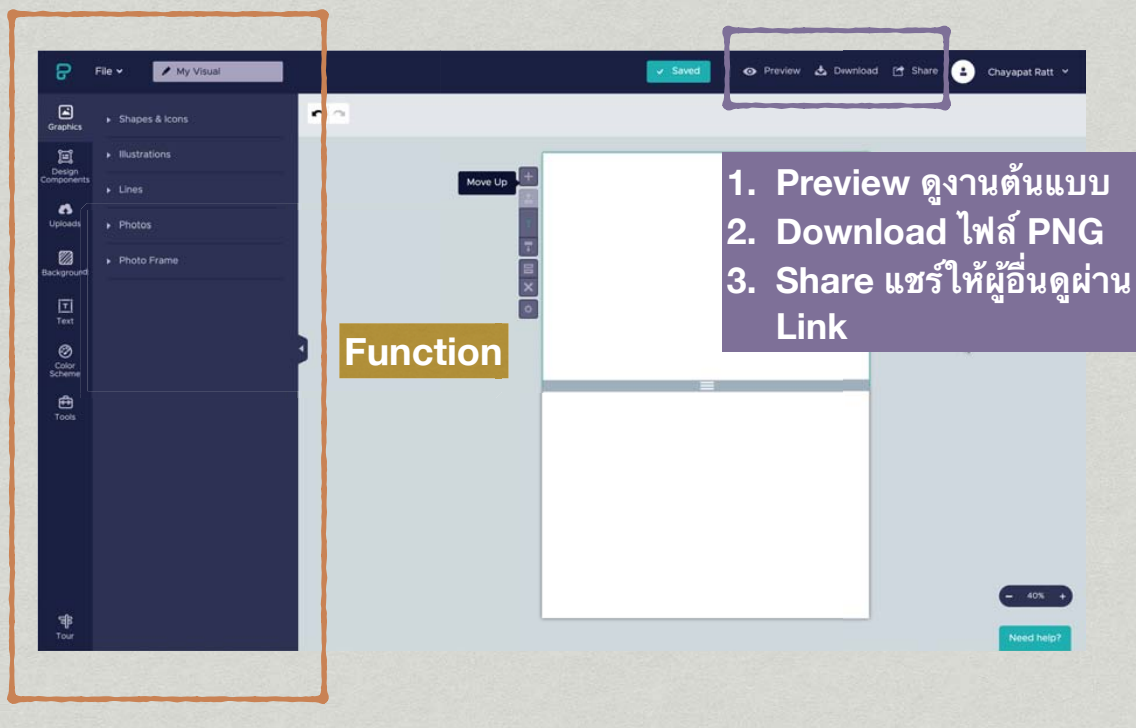 File
My Visual
Saved
Preview
Download
Share
Chayapat Ratt
Graphics
Design
Components
Uploads
Background
Text
Color
Scheme
Tools
Tour
Shapes & Icons
Illustrations
Lines
Photos
Photo Frame
Move Up
Function
1. Preview ดูงานต้นแบบ
2. Download ไฟล์ PNG
3. Share แชร์ให้ผู้อื่นดูผ่าน
Link
- 40% +
Need help?